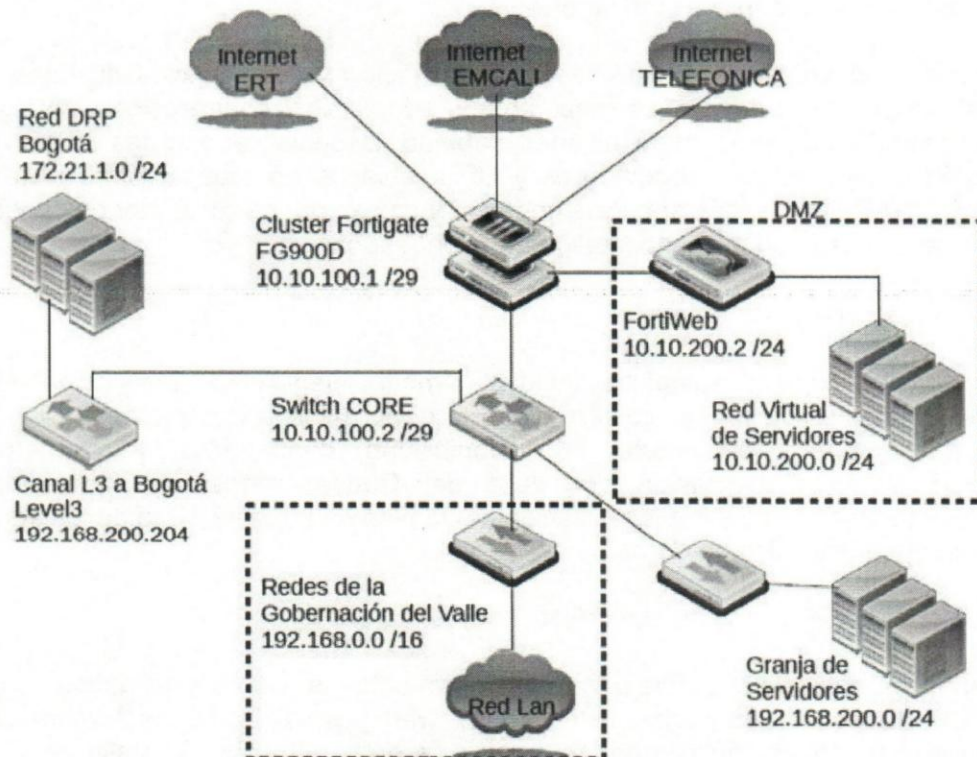 Internet
ERT
Internet
EMCALI
Internet
TELEFONICA
Red DRP
Bogotá
172.21.1.0 /24
Cluster Fortigate
FG900D
10.10.100.1 /29
DMZ
FortiWeb
10.10.200.2 /24
Red Virtual
de Servidores
10.10.200.0 /24
Switch CORE
10.10.100.2 /29
Canal L3 a Bogotá
Level3
192.168.200.204
Redes de la
Gobernación del Valle
192.168.0.0 /16
Red Lan
Granja de
Servidores
192.168.200.0 /24